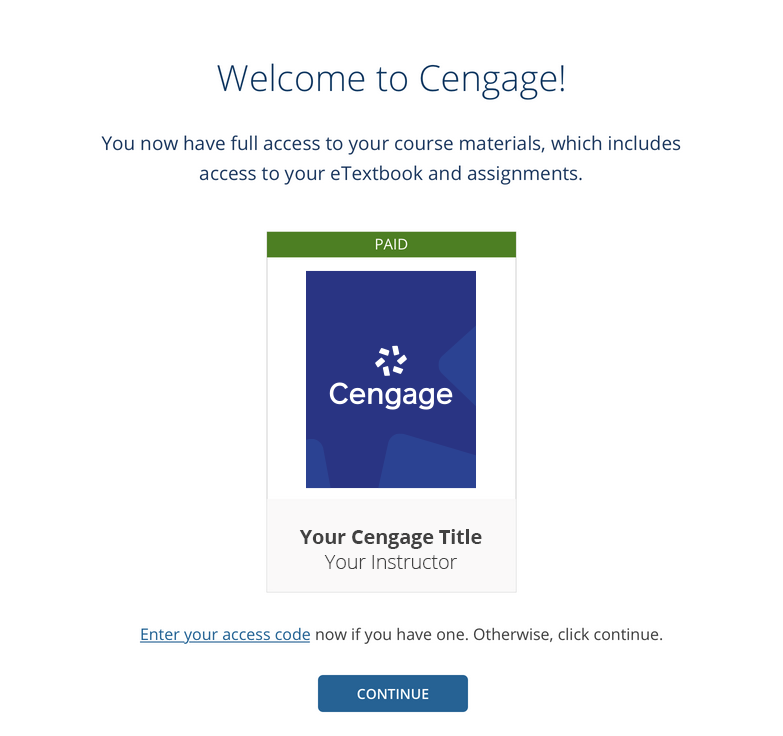 Welcome to Cengage!
You now have full access to your course materials, which includes
access to your eTextbook and assignments.
PAID
Cengage
Your Cengage Title
Your Instructor
Enter your access code now if you have one. Otherwise, click continue.
CONTINUE